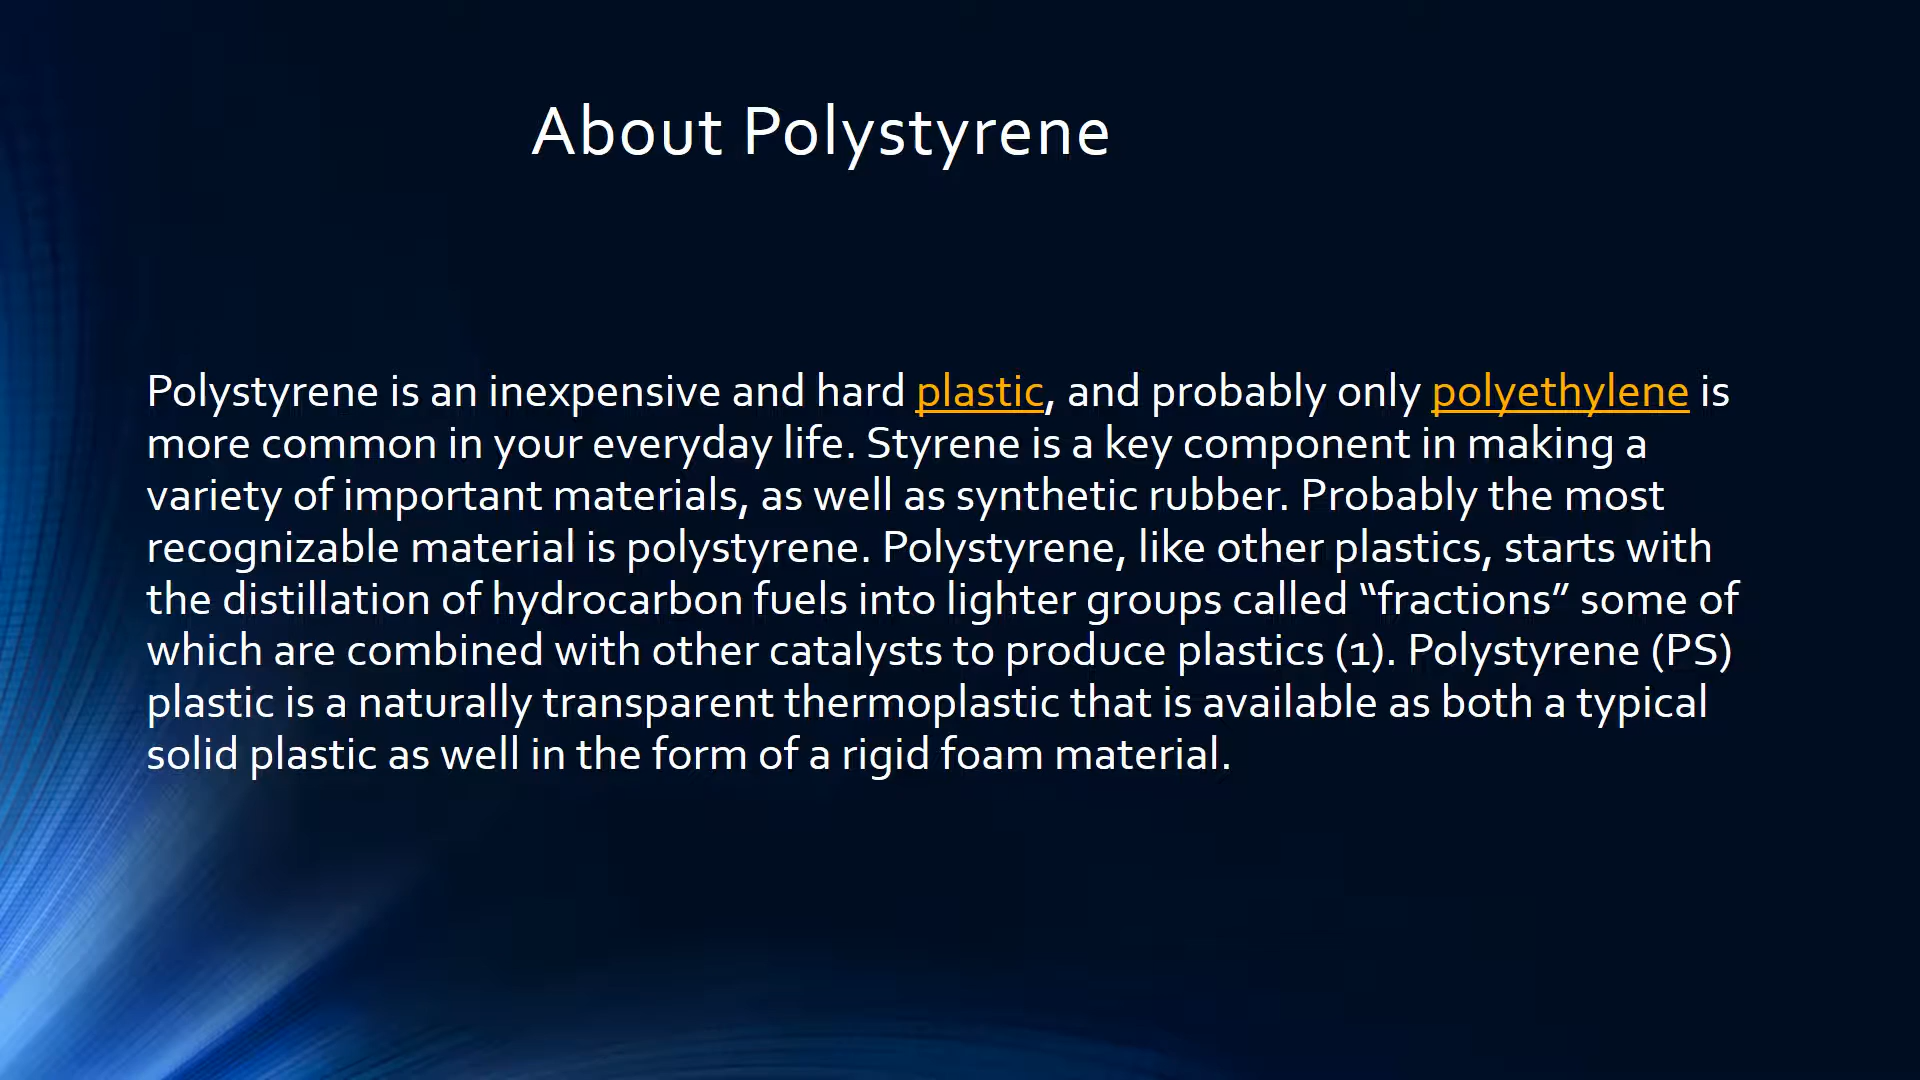 About Polystyrene
Polystyrene is an inexpensive and hard plastic, and probably only polyethylene is
more common in your everyday life. Styrene is a key component in making a
variety of important materials, as well as synthetic rubber. Probably the most
recognizable material is polystyrene. Polystyrene, like other plastics, starts with
the distillation of hydrocarbon fuels into lighter groups called “fractions” some of
which are combined with other catalysts to produce plastics (1). Polystyrene (PS)
plastic is a naturally transparent thermoplastic that is available as both a typical
solid plastic as well in the form of a rigid foam material.